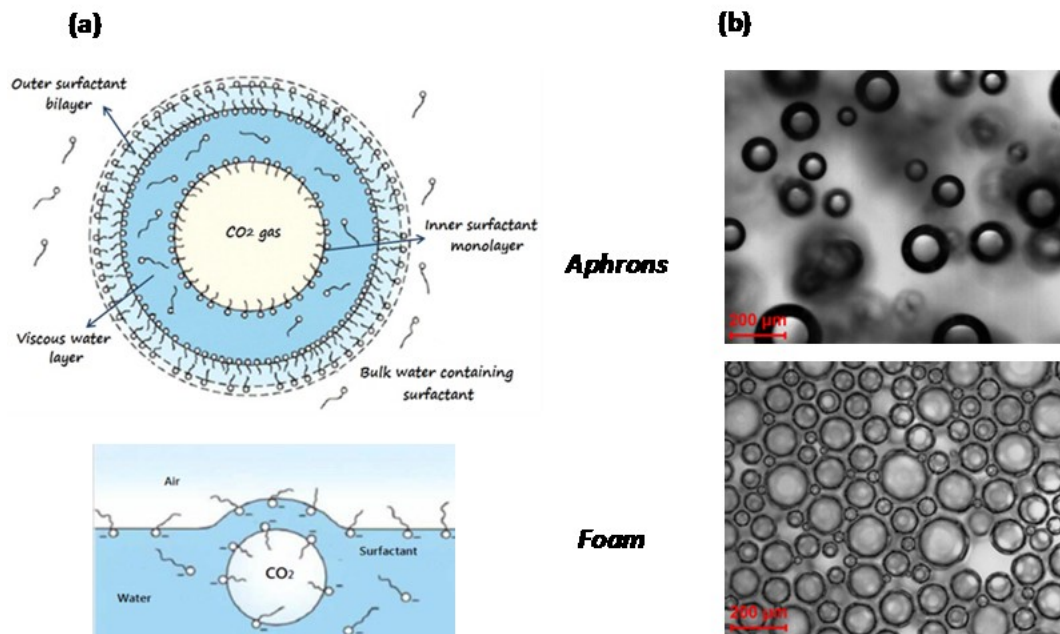 (a)
Outer surfactant
bilayer
CO2 gas
Inner surfactant
monolayer
Viscous water
layer
Bulk water containing
surfactant
Air
Surfactant
CO2
Water
(b)
Aphrons
200 µm
Foam
200 µm